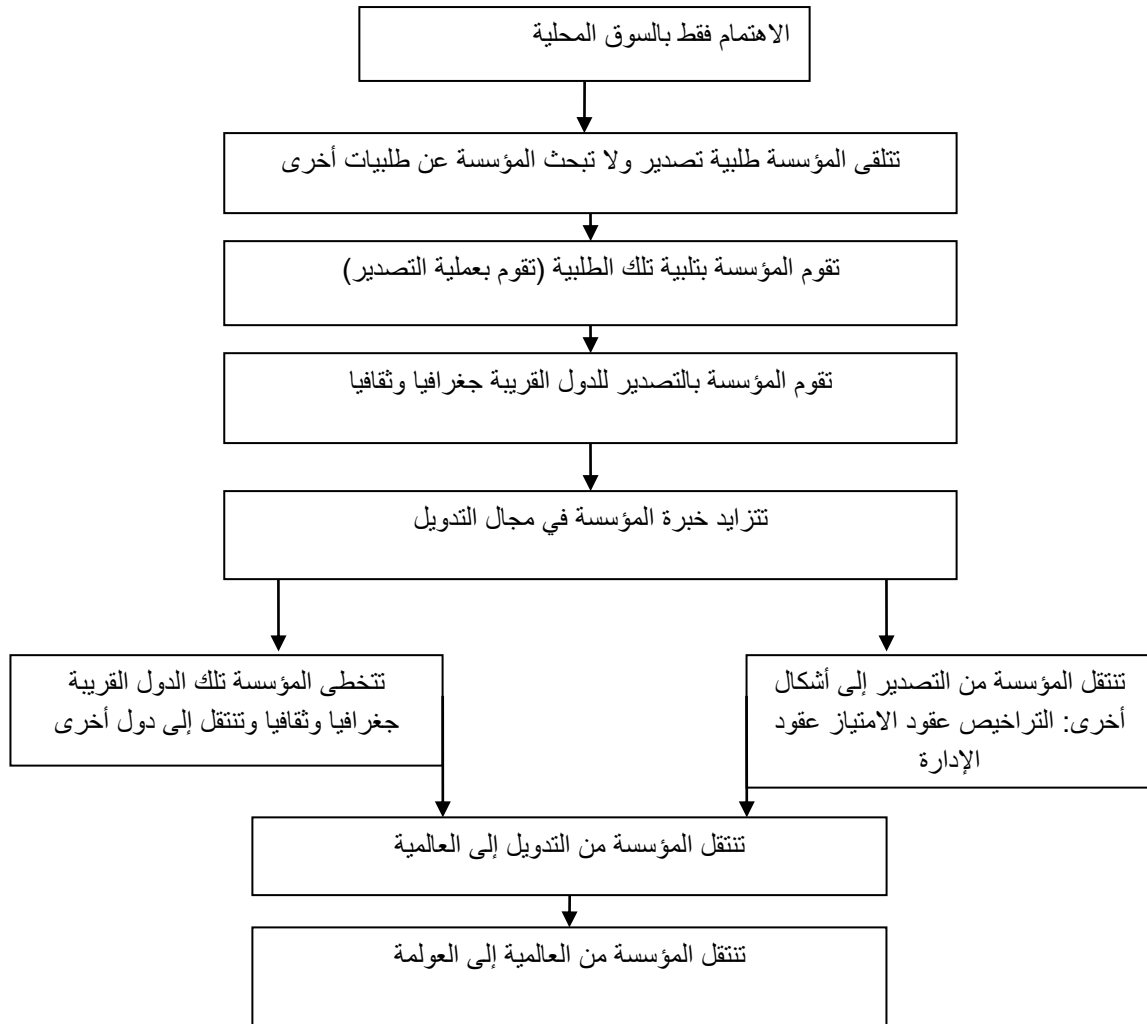 الاهتمام فقط بالسوق المحلية
تتلقى المؤسسة طلبية تصدير ولا تبحث المؤسسة عن طلبيات أخرى
تقوم المؤسسة بتلبية تلك الطلبية (تقوم بعملية التصدير)
تقوم المؤسسة بالتصدير للدول القريبة جغرافيا وثقافيا
تتزايد خبرة المؤسسة في مجال التدويل
تنتقل المؤسسة من التصدير إلى أشكال
أخرى: التراخيص عقود الامتياز عقود
الإدارة
تتخطى المؤسسة تلك الدول القريبة
جغرافيا وثقافيا وتنتقل إلى دول أخرى
تنتقل المؤسسة من التدويل إلى العالمية
تنتقل المؤسسة من العالمية إلى العولمة